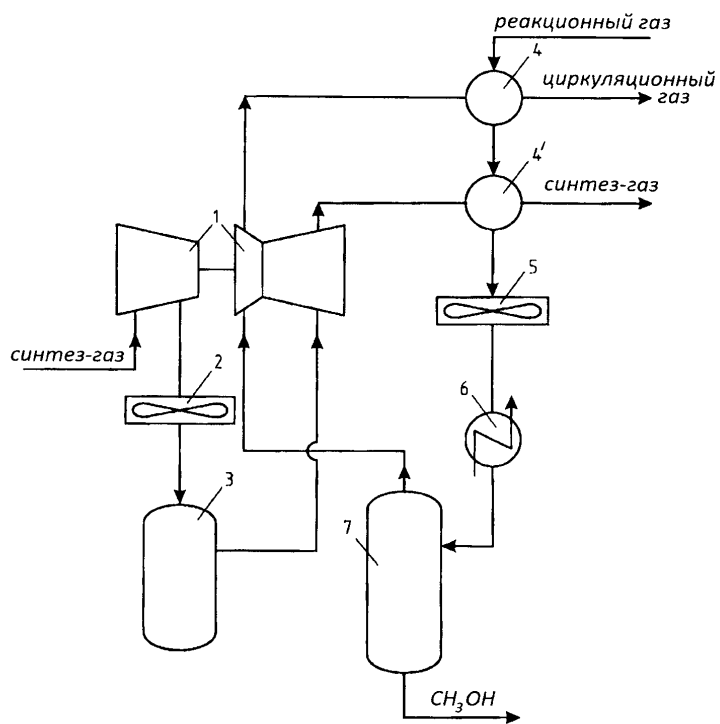 реакционный газ
4
циркуляционный
газ
4'
синтез-газ
1
5
синтез-газ
2
6
3
7
CH₃OH